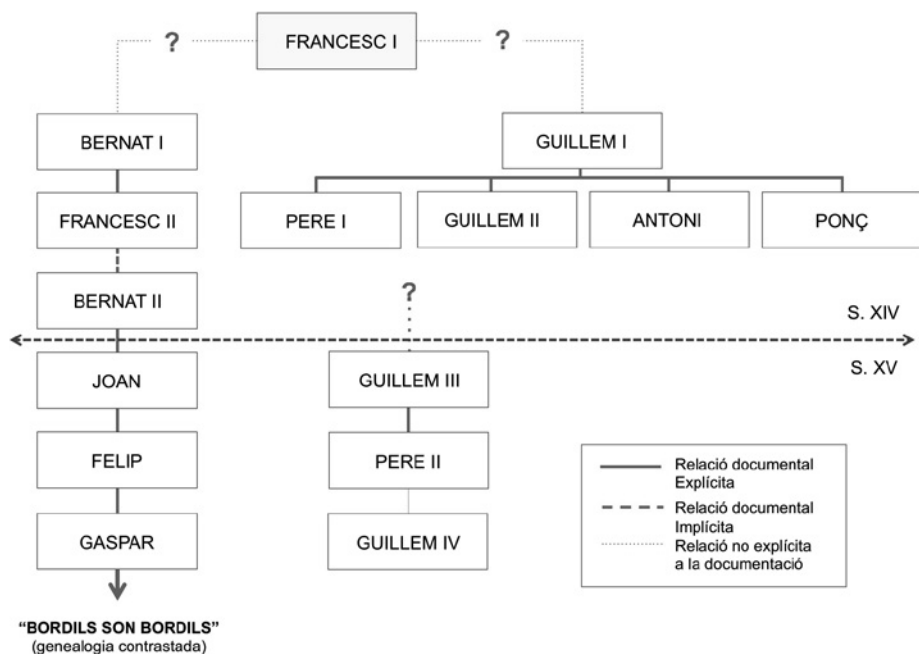 ?
FRANCESC I
?
BERNAT I
GUILLEM I
FRANCESC II
PERE I
GUILLEM II
ANTONI
PONÇ
BERNAT II
?
S. XIV
S. XV
JOAN
GUILLEM III
FELIP
PERE II
GASPAR
GUILLEM IV
Relació documental
Explícita
Relació documental
Implícita
Relació no explícita
a la documentació
“BORDILS SON BORDILS”
(genealogia contrastada)